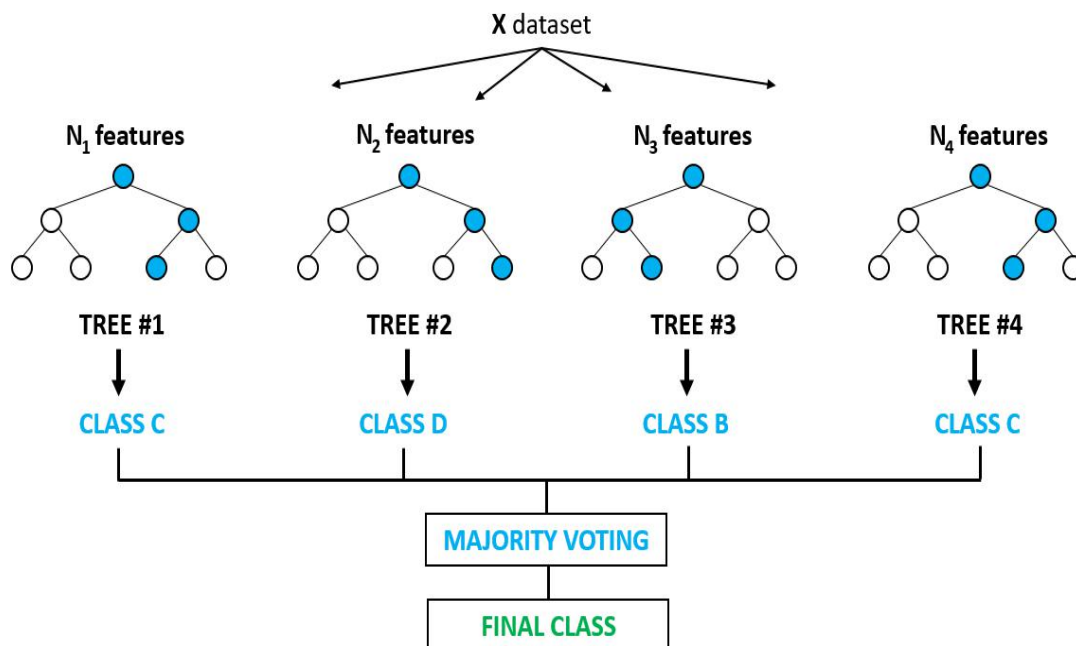 X dataset
N₁ features
N₂ features
N₃ features
N₄ features
TREE #1
TREE #2
TREE #3
TREE #4
CLASS C
CLASS D
CLASS B
CLASS C
MAJORITY VOTING
FINAL CLASS